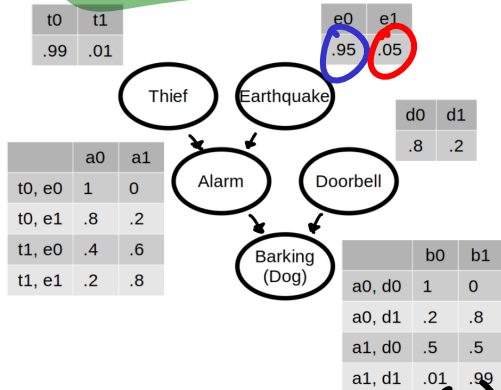 t0 t1
.99 .01
e0 e1
.95 .05
Thief
Earthquake
d0 d1
.8 .2
a0 a1
t0, e0 1 0
t0, e1 .8 .2
t1, e0 .4 .6
t1, e1 .2 .8
Alarm
Doorbell
Barking
(Dog)
b0 b1
a0, d0 1 0
a0, d1 .2 .8
a1, d0 .5 .5
a1, d1 .01 .99